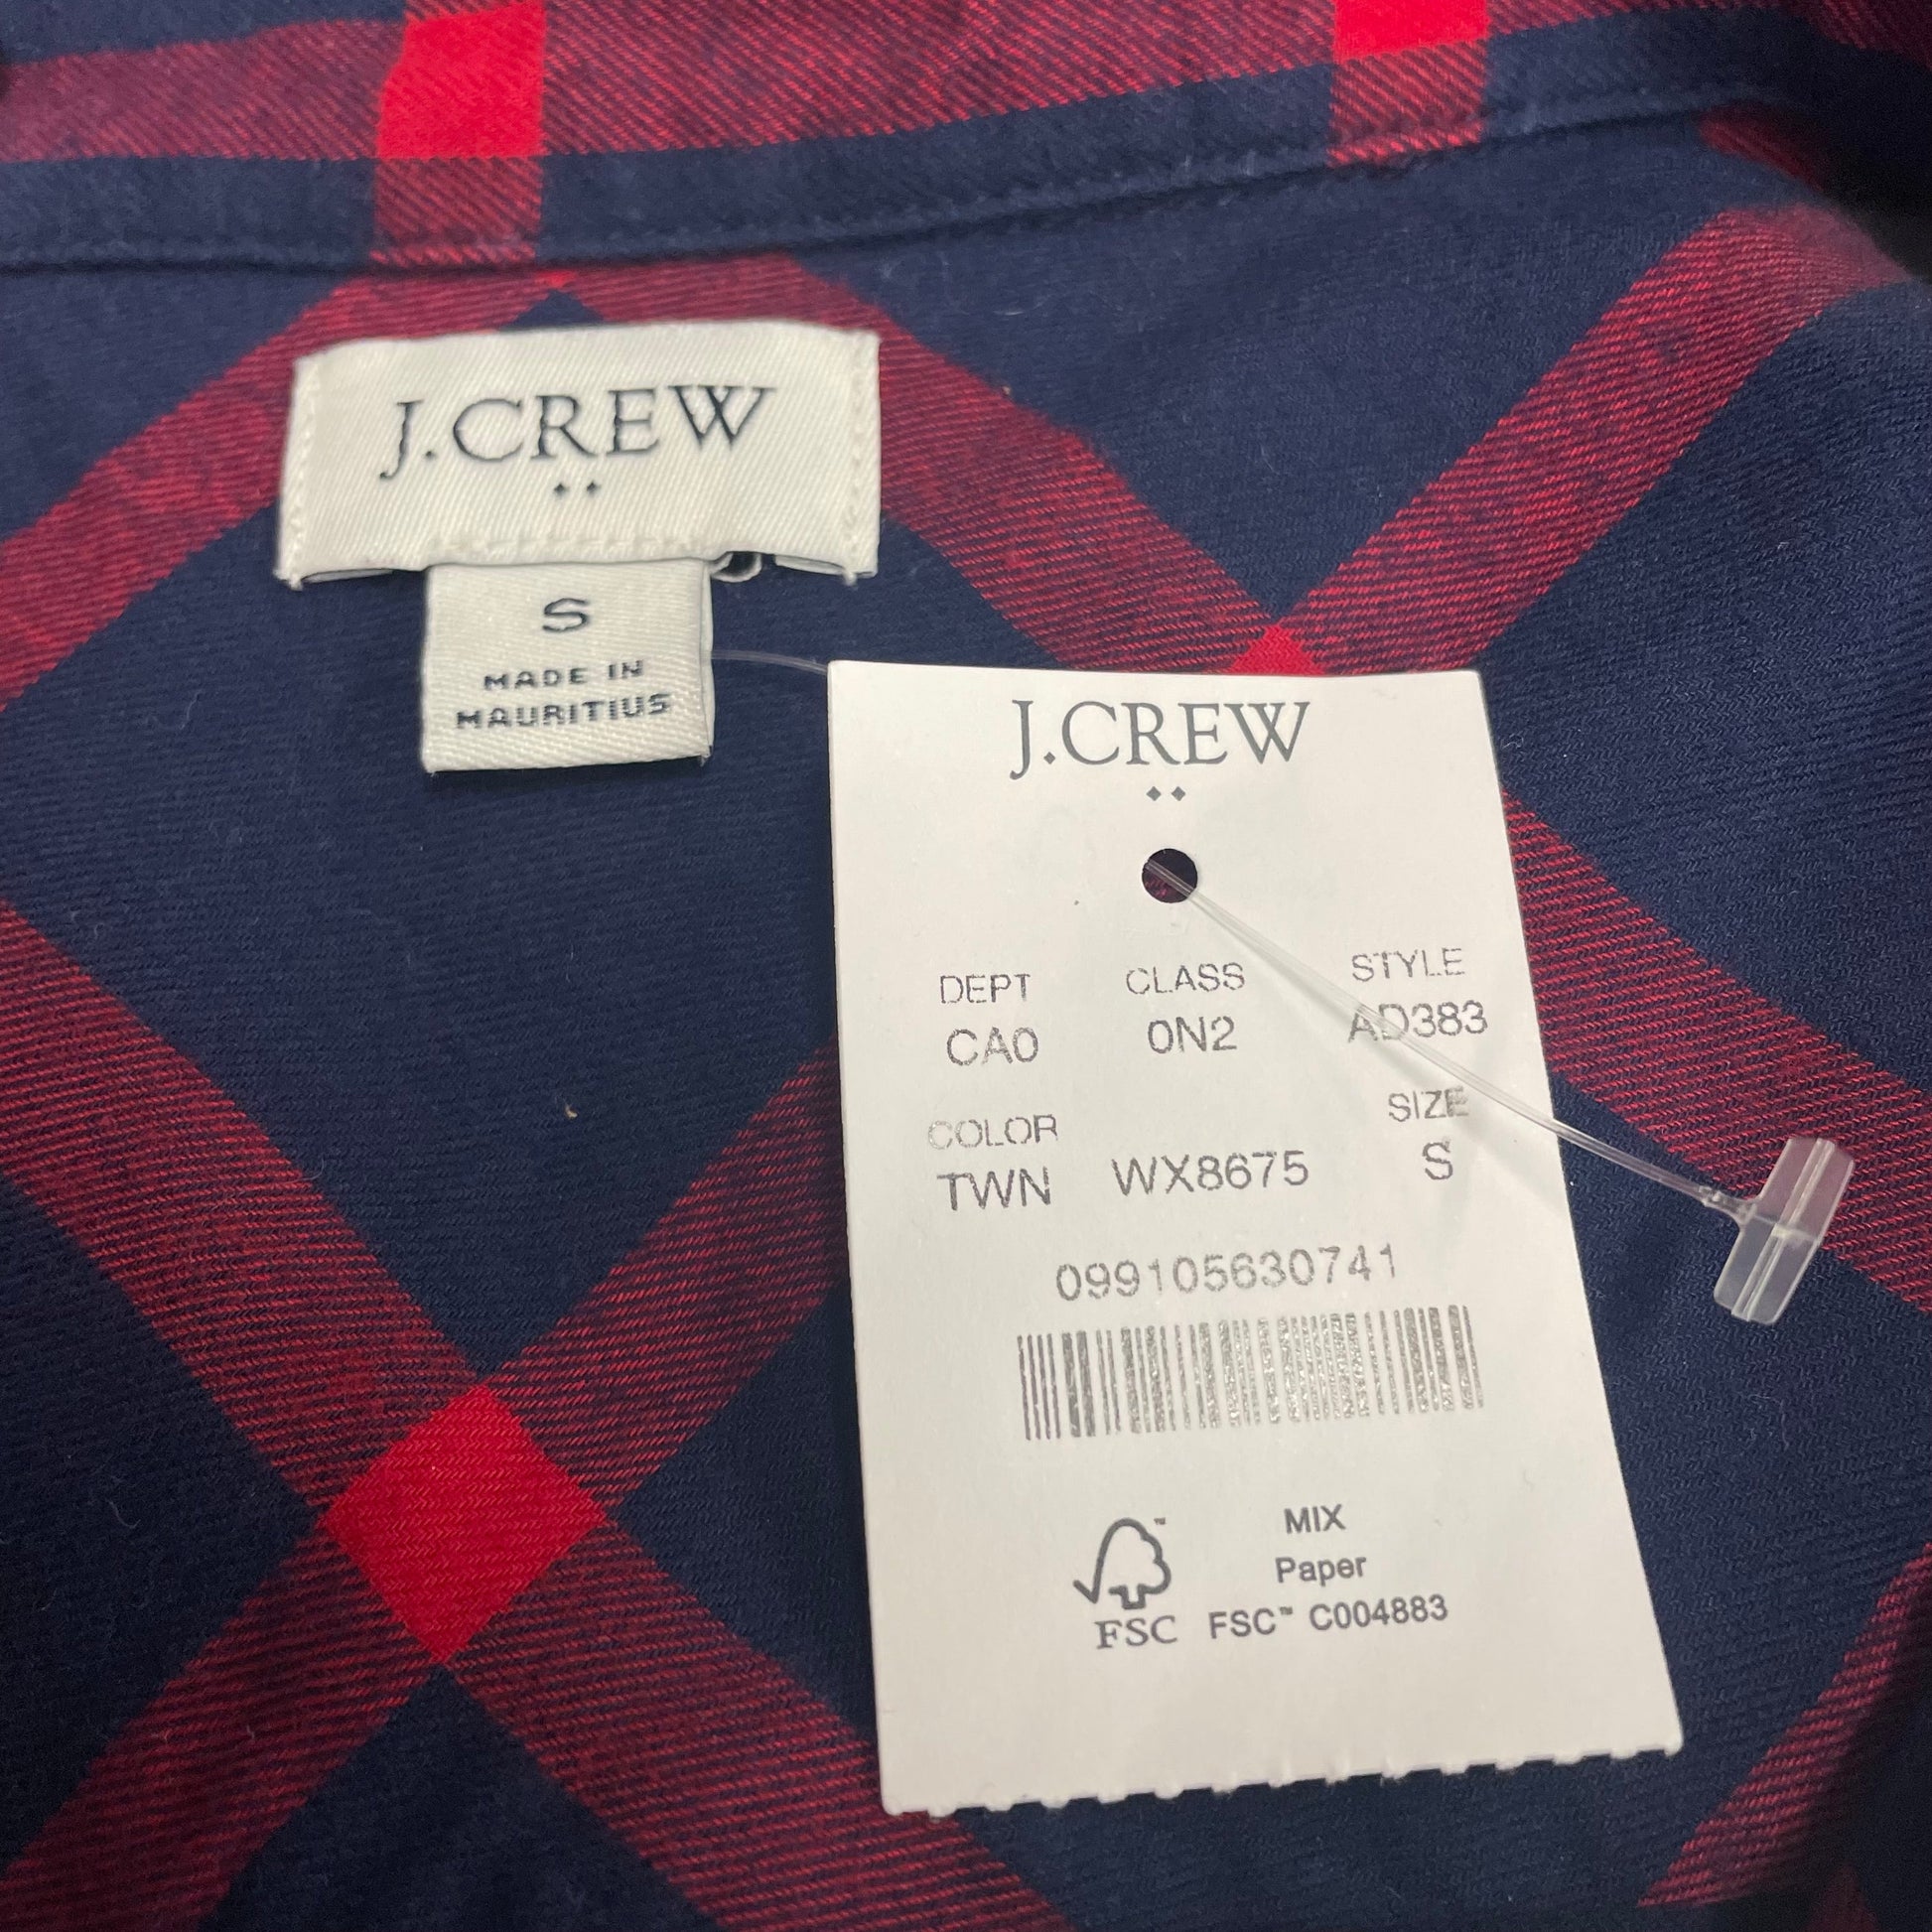 J.CREW
S
MADE IN
MAURITIUS
J.CREW
DEPT CLASS STYLE
CA0 0N2 AD383
COLOR SIZE
TWN WX8675 S
099105630741
MIX
Paper
FSC™ C004883
FSC